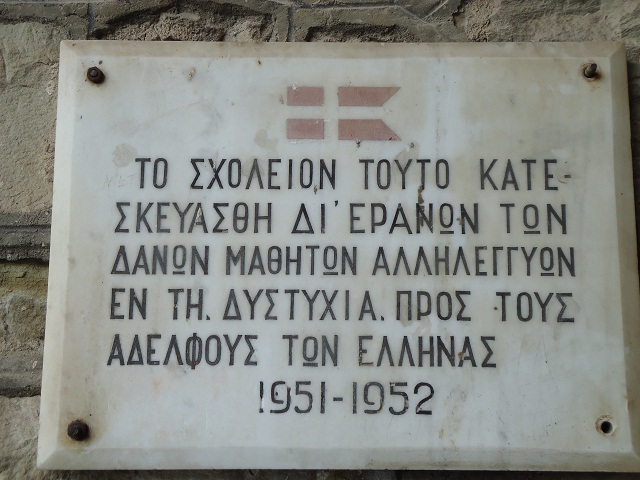 ΤΟ ΣΧΟΛΕΙΟΝ ΤΟΥΤΟ ΚΑΤΕ-
ΣΚΕΥΑΣΘΗ ΔΙ'ΕΡΑΝΩΝ ΤΩΝ
ΔΑΝΩΝ ΜΑΘΗΤΩΝ ΑΛΛΗΛΕΓΓΥΩΝ
ΕΝ ΤΗ. ΔΥΣΤΥΧΙΑ. ΠΡΟΣ ΤΟΥΣ
ΑΔΕΛΦΟΥΣ ΤΩΝ ΕΛΛΗΝΑΣ
1951-1952